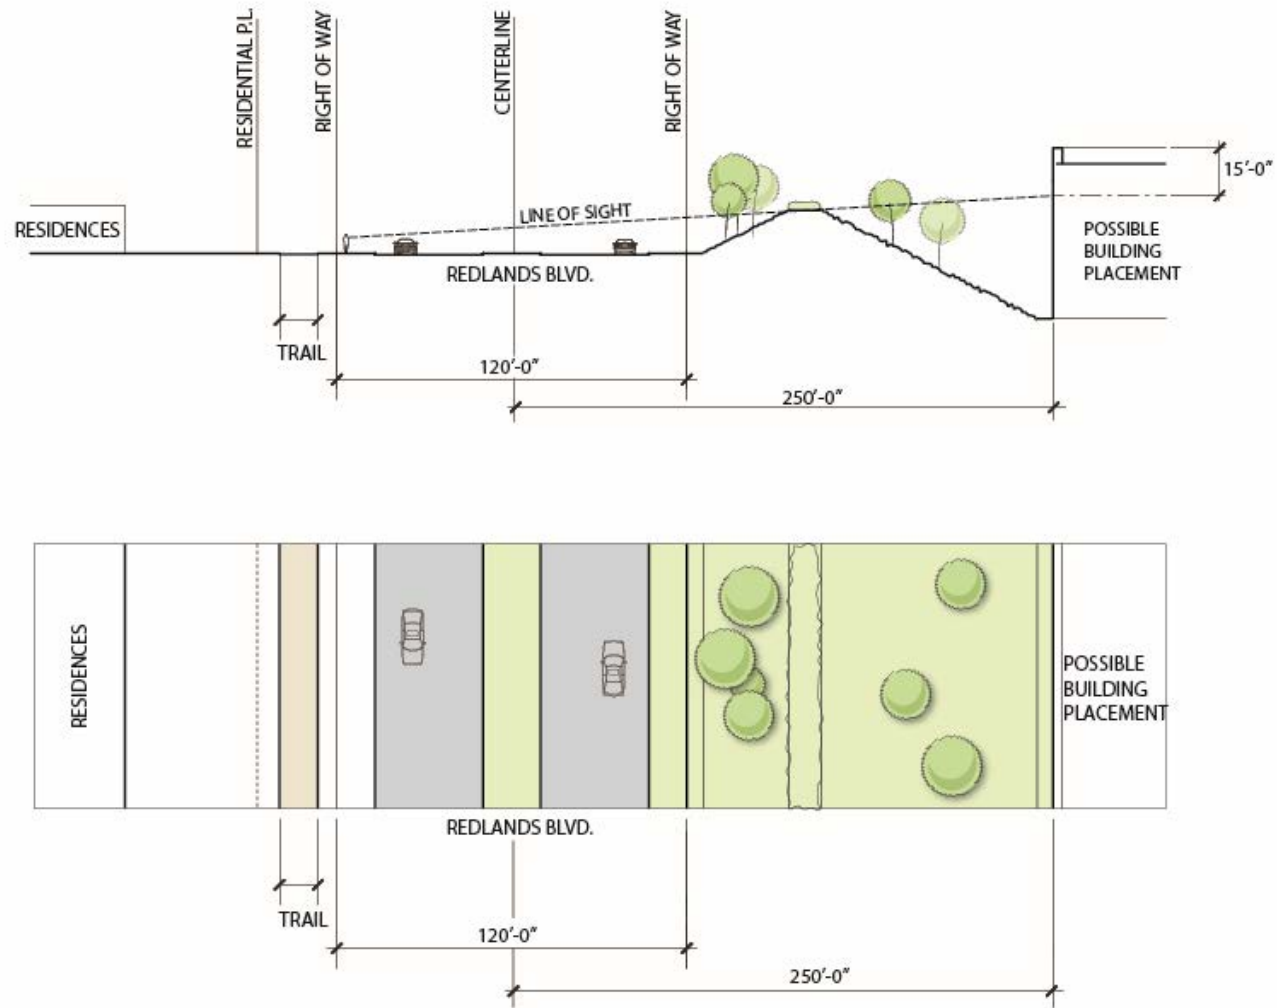 RESIDENTIAL P.L.
RIGHT OF WAY
CENTERLINE
RIGHT OF WAY
15'-0"
RESIDENCES
LINE OF SIGHT
POSSIBLE
BUILDING
PLACEMENT
REDLANDS BLVD.
TRAIL
120'-0"
250'-0"
RESIDENCES
POSSIBLE
BUILDING
PLACEMENT
REDLANDS BLVD.
TRAIL
120'-0"
250'-0"